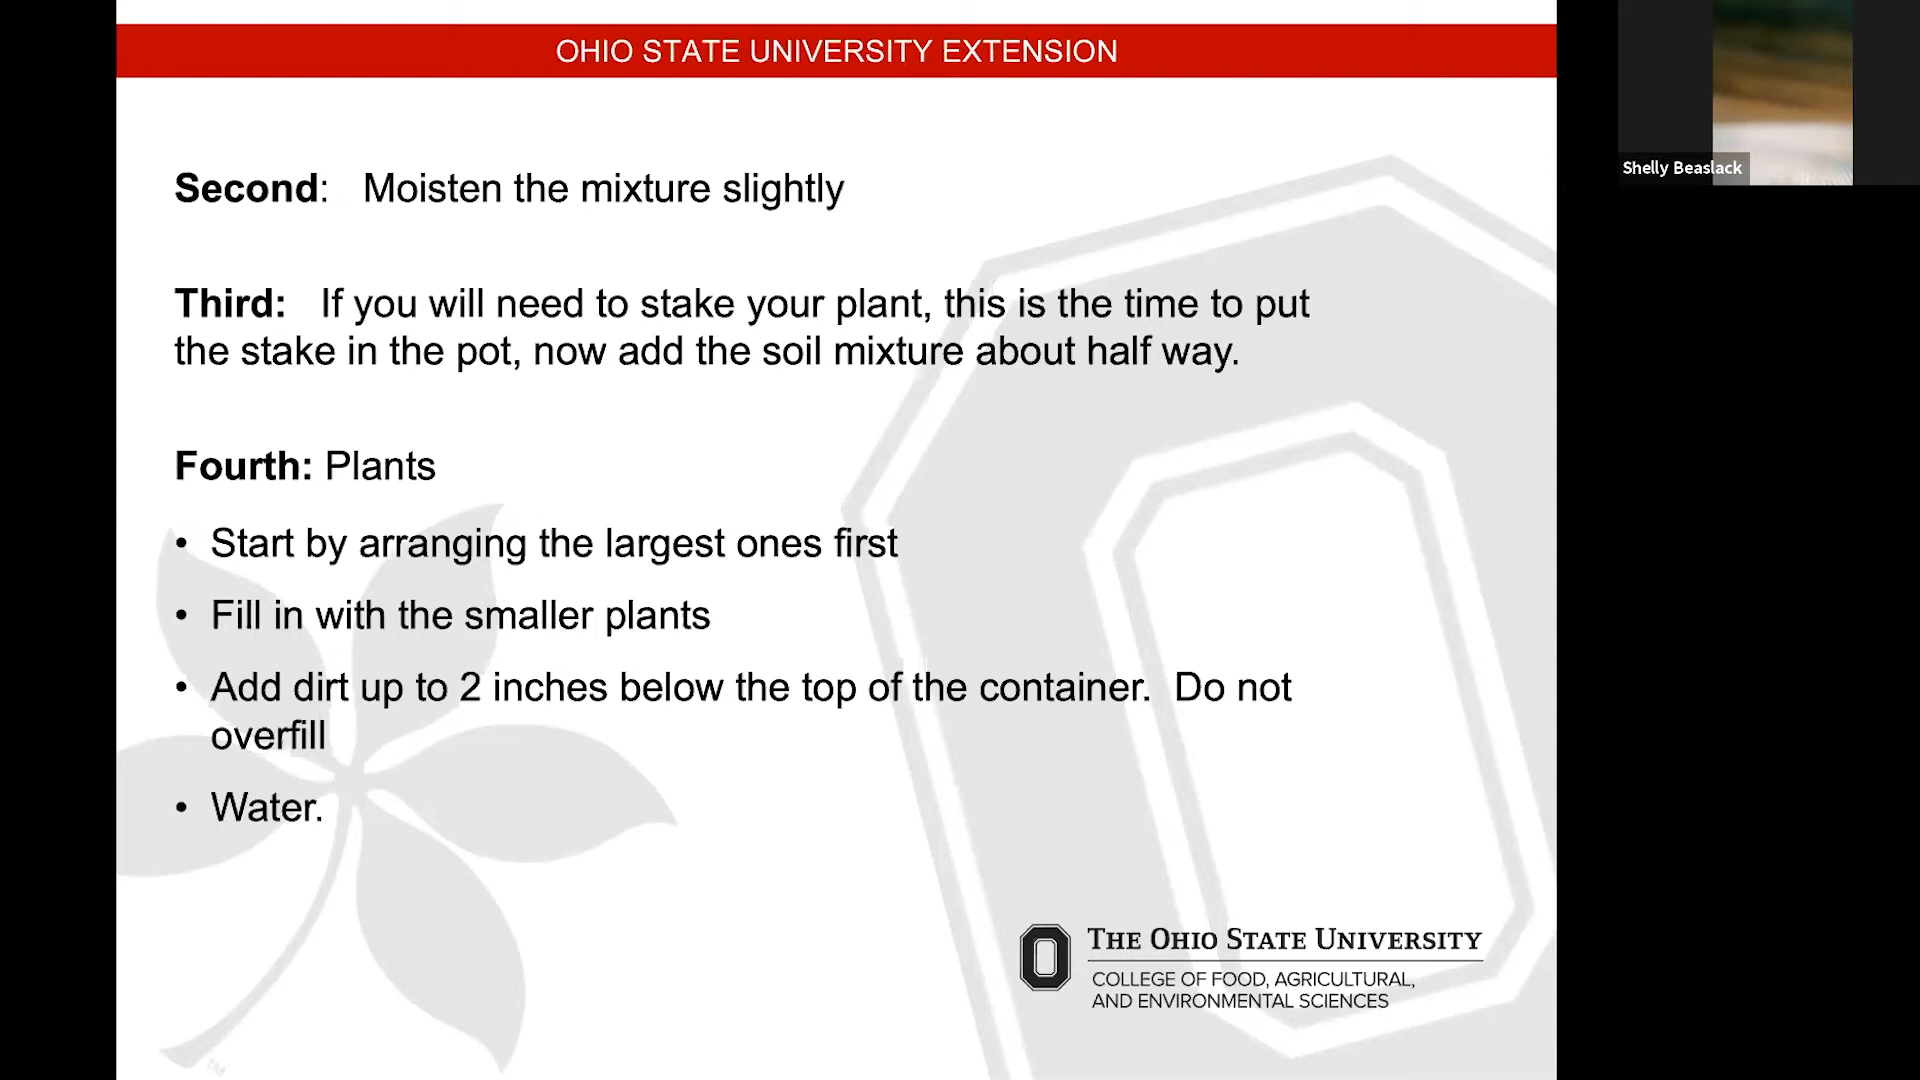 OHIO STATE UNIVERSITY EXTENSION
Shelly Beaslack
Second:   Moisten the mixture slightly
Third:   If you will need to stake your plant, this is the time to put
the stake in the pot, now add the soil mixture about half way.
Fourth: Plants
• Start by arranging the largest ones first
• Fill in with the smaller plants
• Add dirt up to 2 inches below the top of the container.  Do not
overfill
• Water.
THE OHIO STATE UNIVERSITY
COLLEGE OF FOOD, AGRICULTURAL,
AND ENVIRONMENTAL SCIENCES
TM